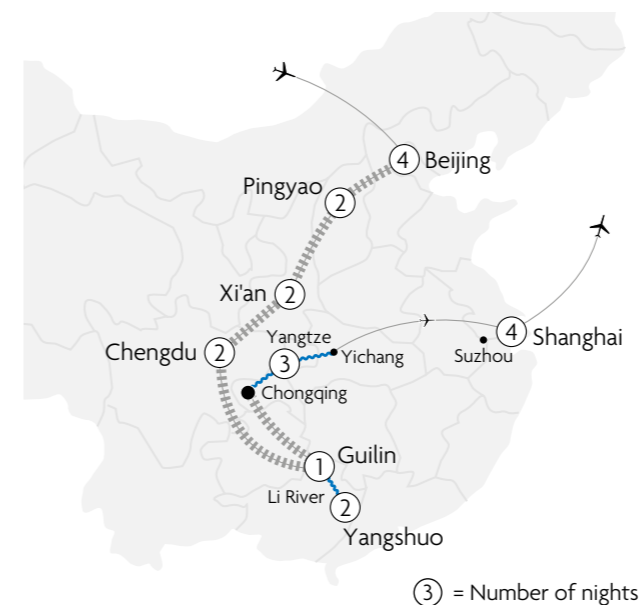 4 Beijing
Pingyao
2
Xi'an 2
Yangtze
4 Shanghai
Chengdu 2
3
Yichang
Suzhou
Chongqing
Guilin
1
Li River
2
Yangshuo
3 = Number of nights